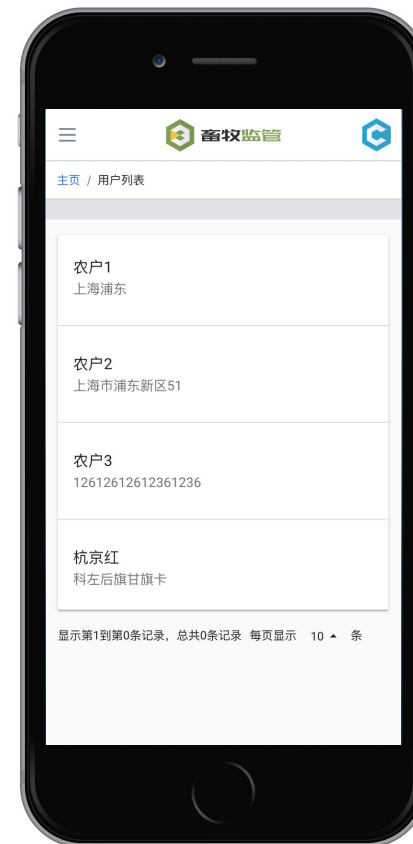 畜牧监管
主页 / 用户列表
农户1
上海浦东
农户2
上海市浦东新区51
农户3
12612612612361236
杭京红
科左后旗甘旗卡
显示第1到第0条记录，总共0条记录 每页显示 10 条